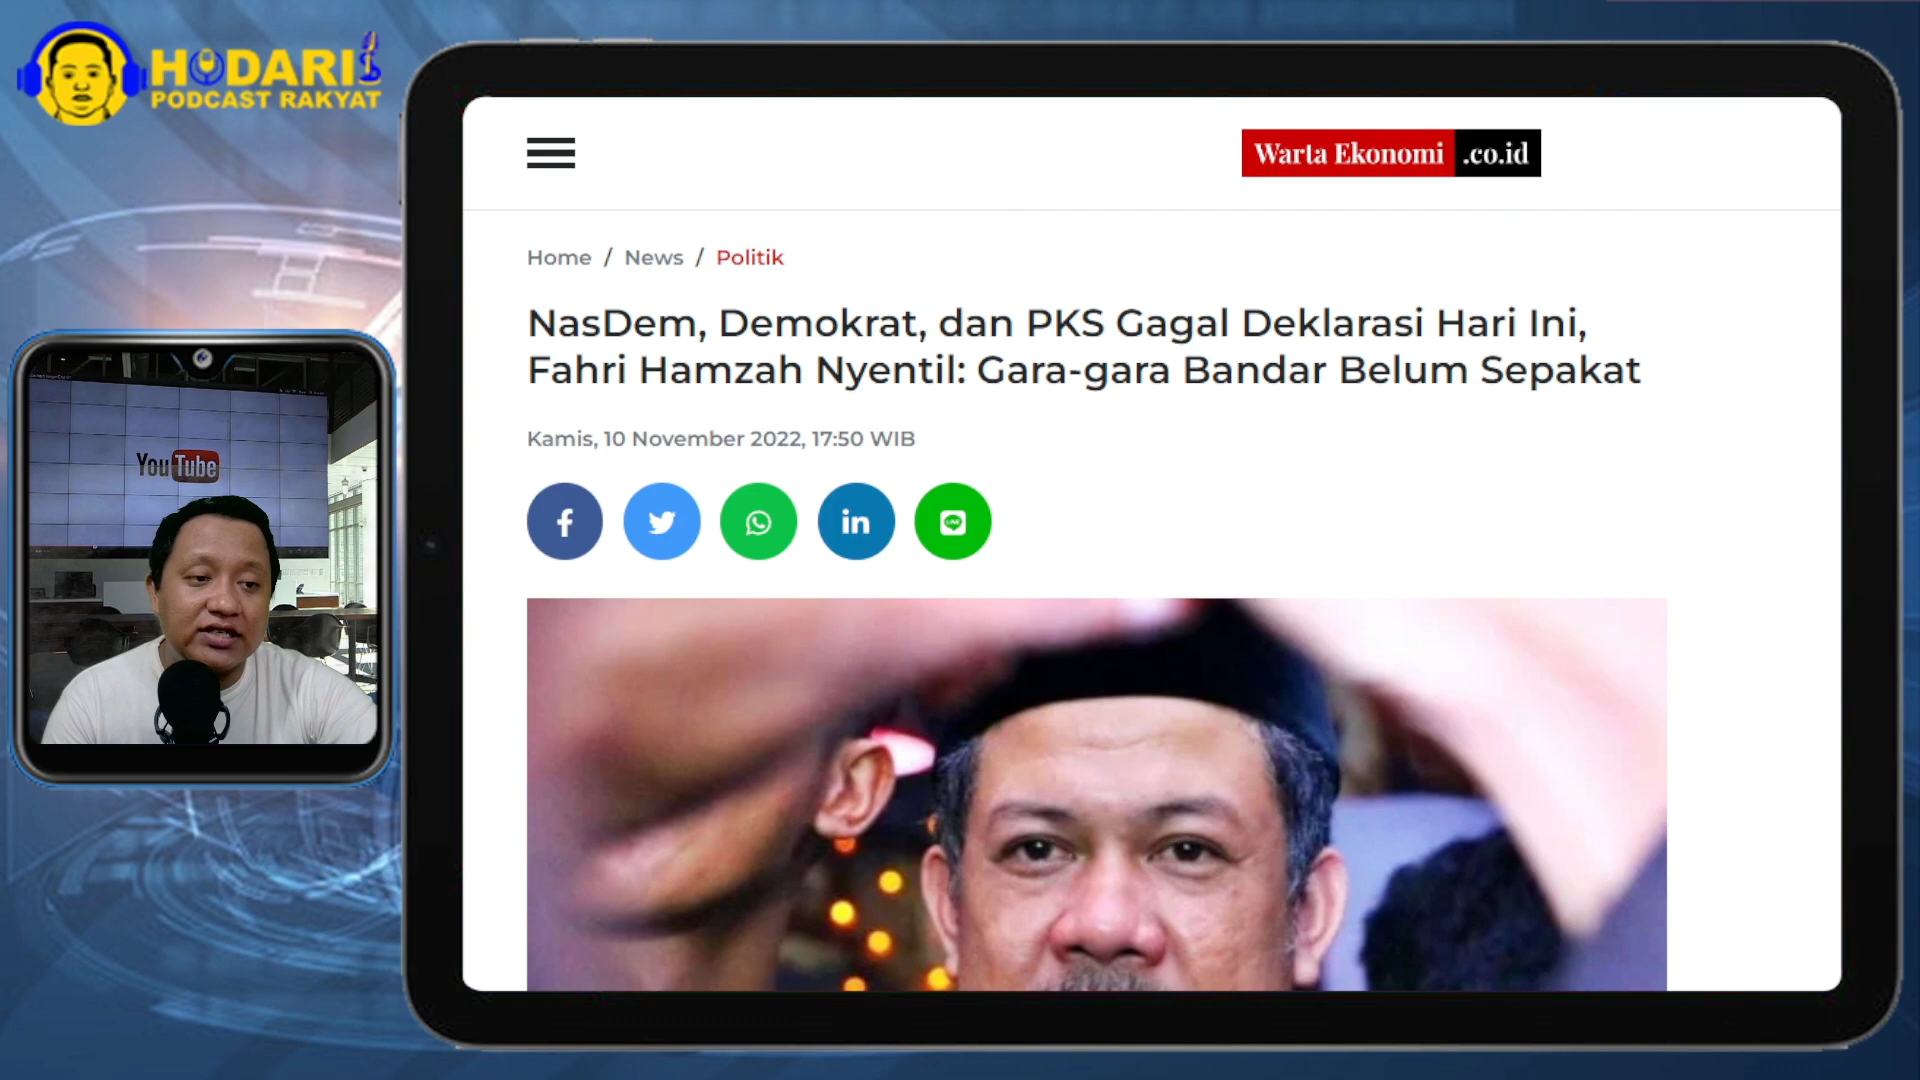 HODARI
PODCAST RAKYAT
Warta Ekonomi .co.id
Home / News / Politik
NasDem, Demokrat, dan PKS Gagal Deklarasi Hari Ini,
Fahri Hamzah Nyentil: Gara-gara Bandar Belum Sepakat
Kamis, 10 November 2022, 17:50 WIB
f
in
LINE
YouTube